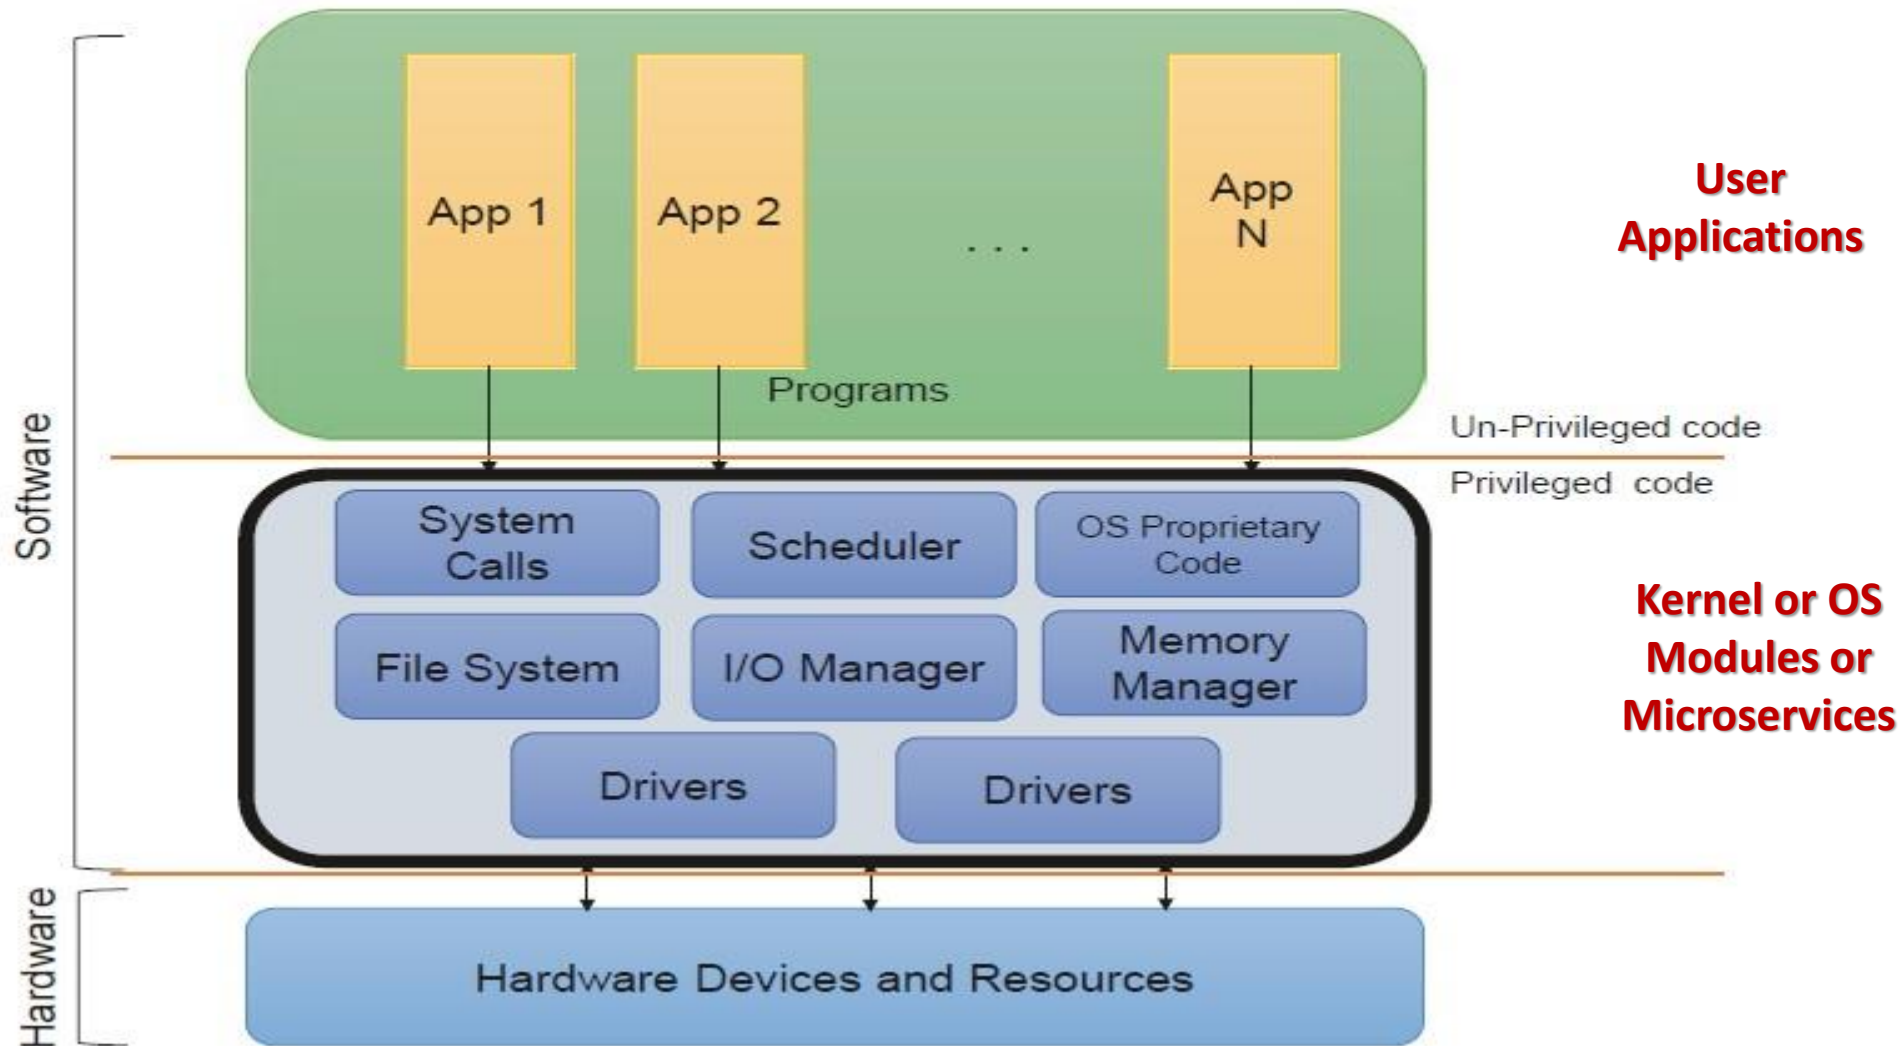 App 1
App 2
. . .
App
N
Programs
User
Applications
Un-Privileged code
Privileged code
Software
System
Calls
Scheduler
OS Proprietary
Code
File System
I/O Manager
Memory
Manager
Drivers
Drivers
Kernel or OS
Modules or
Microservices
Hardware
Hardware Devices and Resources